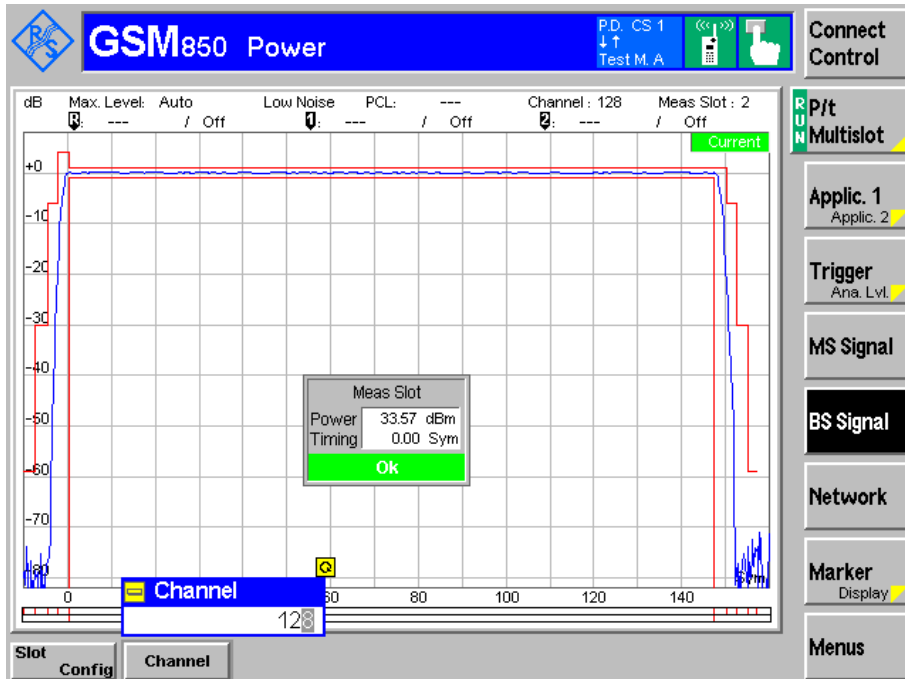 R&S
GSM850 Power
P.D. CS 1
↓↑
Test M. A
Connect Control
dB Max. Level: Auto Low Noise PCL: --- Channel : 128 Meas Slot : 2
R: --- / Off 1: --- / Off 2: --- / Off
Current
RUN
P/t Multislot
+0
-10
-20
-30
-40
-50
-60
-70
-80
Applic. 1
Applic. 2
Trigger
Ana. Lvl.
MS Signal
BS Signal
Network
Marker
Display
Menus
Meas Slot
Power 33.57 dBm
Timing 0.00 Sym
Ok
0 60 80 100 120 140 Sym
Channel
128
Slot Config
Channel